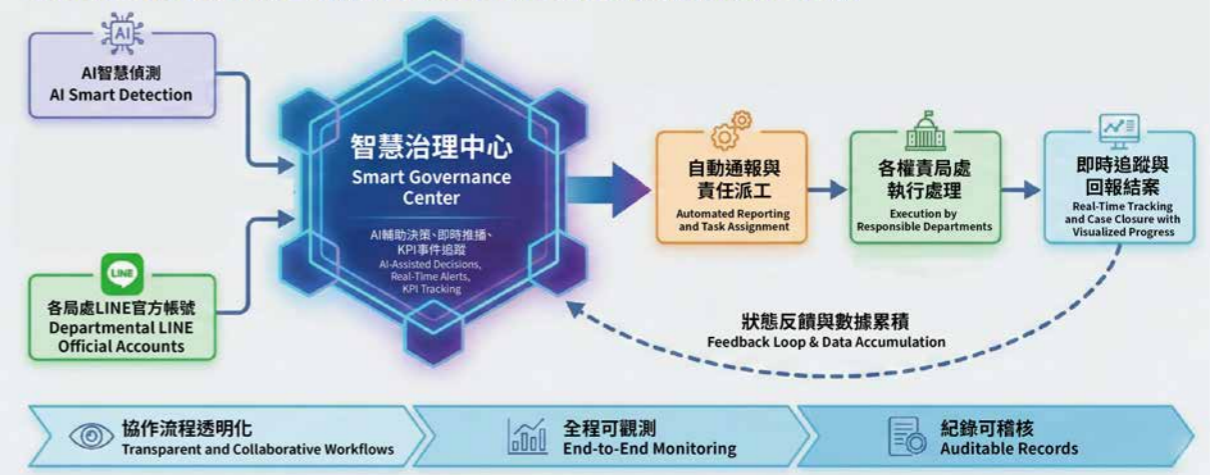 AI
AI智慧偵測
AI Smart Detection
LINE
各局處LINE官方帳號
Departmental LINE
Official Accounts
智慧治理中心
Smart Governance
Center
AI輔助決策、即時推播、
KPI事件追蹤
AI-Assisted Decisions,
Real-Time Alerts,
KPI Tracking
自動通報與
責任派工
Automated Reporting
and Task Assignment
各權責局處
執行處理
Execution by
Responsible Departments
即時追蹤與
回報結案
Real-Time Tracking
and Case Closure with
Visualized Progress
狀態反饋與數據累積
Feedback Loop & Data Accumulation
協作流程透明化
Transparent and Collaborative Workflows
全程可觀測
End-to-End Monitoring
紀錄可稽核
Auditable Records